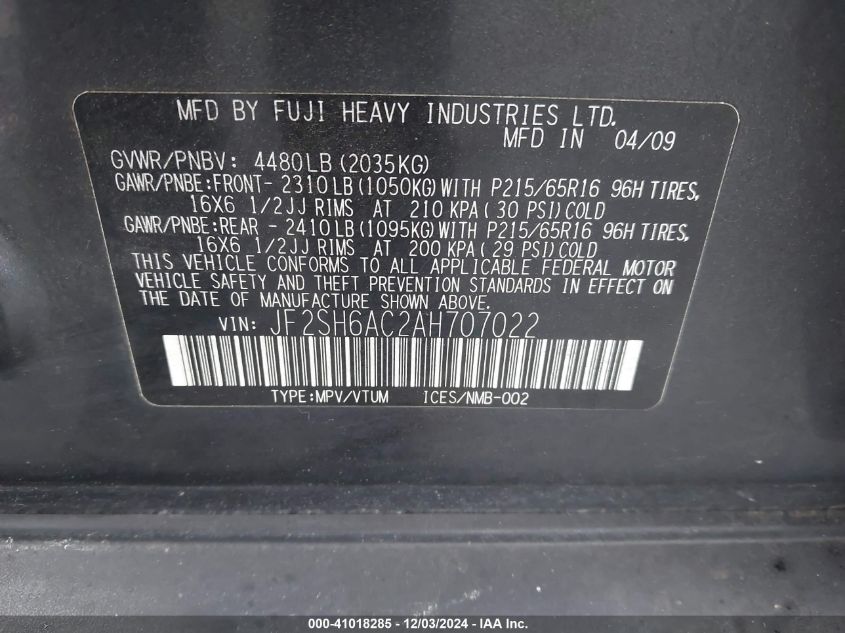 MFD BY FUJI HEAVY INDUSTRIES LTD.
MFD IN 04/09
GVWR/PNBV: 4480LB (2035KG)
GAWR/PNBE:FRONT- 2310LB (1050KG) WITH P215/65R16 96H TIRES,
16X6 1/2JJ RIMS AT 210 KPA ( 30 PSI) COLD
GAWR/PNBE:REAR - 2410LB (1095KG) WITH P215/65R16 96H TIRES,
16X6 1/2JJ RIMS AT 200 KPA ( 29 PSI) COLD
THIS VEHICLE CONFORMS TO ALL APPLICABLE FEDERAL MOTOR
VEHICLE SAFETY AND THEFT PREVENTION STANDARDS IN EFFECT ON
THE DATE OF MANUFACTURE SHOWN ABOVE.
VIN: JF2SH6AC2AH707022
TYPE:MPV/VTUM ICES/NMB-002
000-41018285 - 12/03/2024 - IAA Inc.